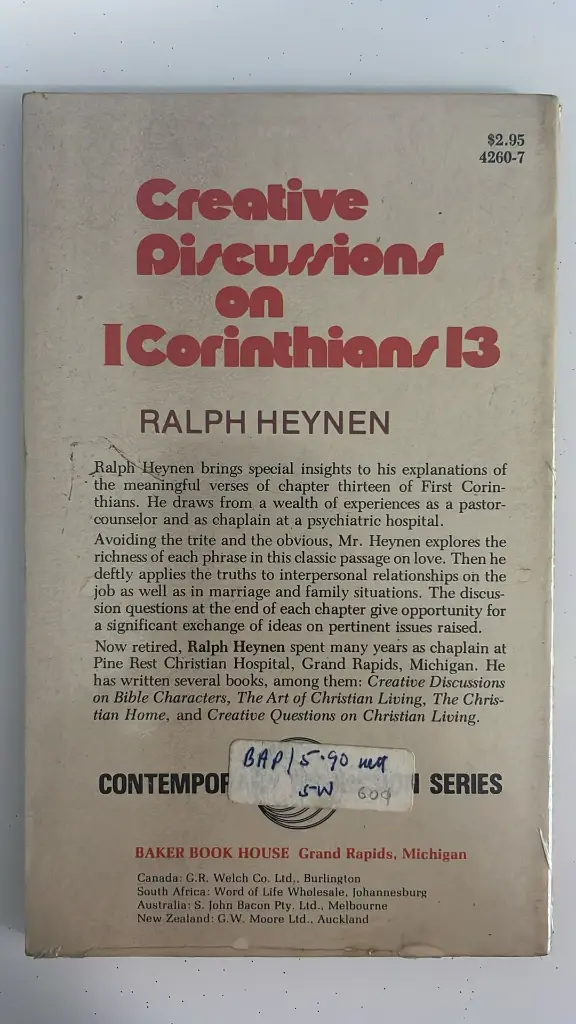 $2.95
4260-7
Creative
Discussions
on
I Corinthians 13
RALPH HEYNEN
Ralph Heynen brings special insights to his explanations of
the meaningful verses of chapter thirteen of First Corin-
thians. He draws from a wealth of experiences as a pastor-
counselor and as chaplain at a psychiatric hospital.
Avoiding the trite and the obvious, Mr. Heynen explores the
richness of each phrase in this classic passage on love. Then he
deftly applies the truths to interpersonal relationships on the
job as well as in marriage and family situations. The discus-
sion questions at the end of each chapter give opportunity for
a significant exchange of ideas on pertinent issues raised.
Now retired, Ralph Heynen spent many years as chaplain at
Pine Rest Christian Hospital, Grand Rapids, Michigan. He
has written several books, among them: Creative Discussions
on Bible Characters, The Art of Christian Living, The Chris-
tian Home, and Creative Questions on Christian Living.
BAP/5.90
5W 60¢
SERIES
BAKER BOOK HOUSE Grand Rapids, Michigan
Canada: G.R. Welch Co. Ltd., Burlington
South Africa: Word of Life Wholesale, Johannesburg
Australia: S. John Bacon Pty. Ltd., Melbourne
New Zealand: G.W. Moore Ltd., Auckland